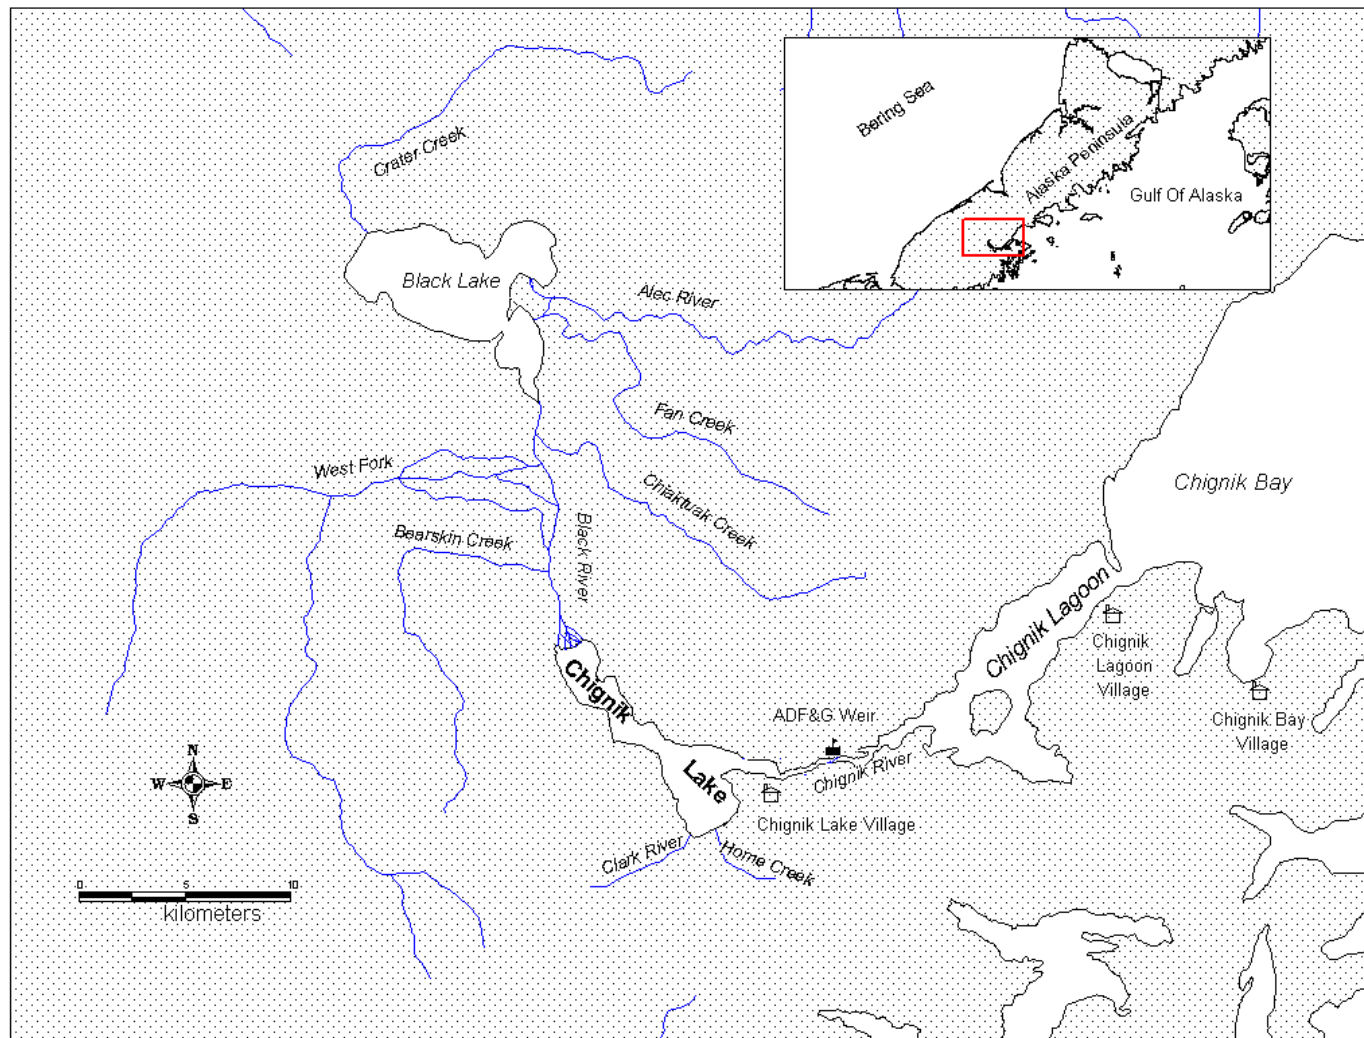 Bering Sea
Alaska Peninsula
Gulf Of Alaska
Crater Creek
Black Lake
Alec River
Fan Creek
West Fork
Chiaktuak Creek
Chignik Bay
Bearskin Creek
Black River
Chignik Lagoon
Chignik
Lagoon
Village
Chignik Bay
Village
Chignik
Lake
ADF&G Weir
Chignik River
Chignik Lake Village
Clark River
Home Creek
N
W E
S
0 5 10
kilometers